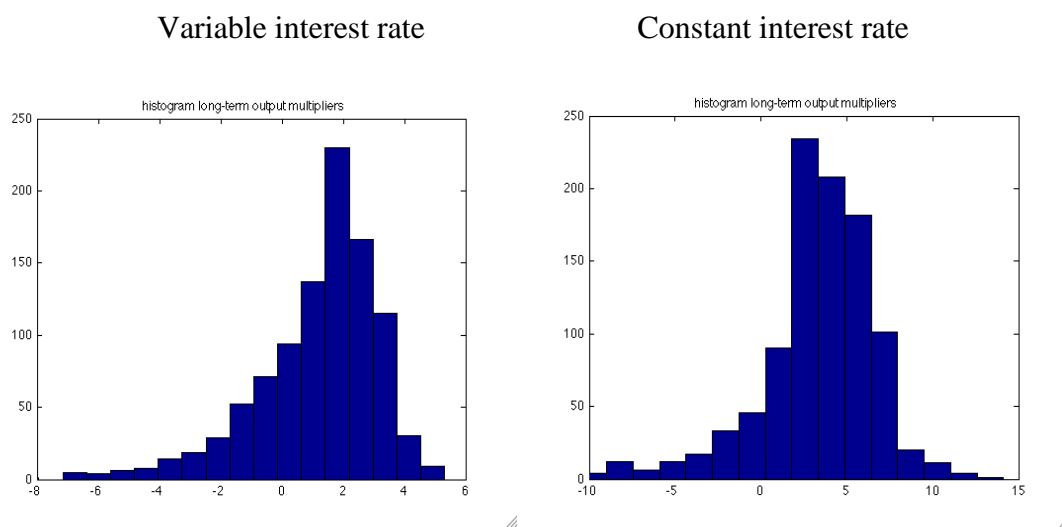 Variable interest rate
Constant interest rate
histogram long-term output multipliers
250
200
150
100
50
0
-8 -6 -4 -2 0 2 4 6
histogram long-term output multipliers
250
200
150
100
50
0
-10 -5 0 5 10 15